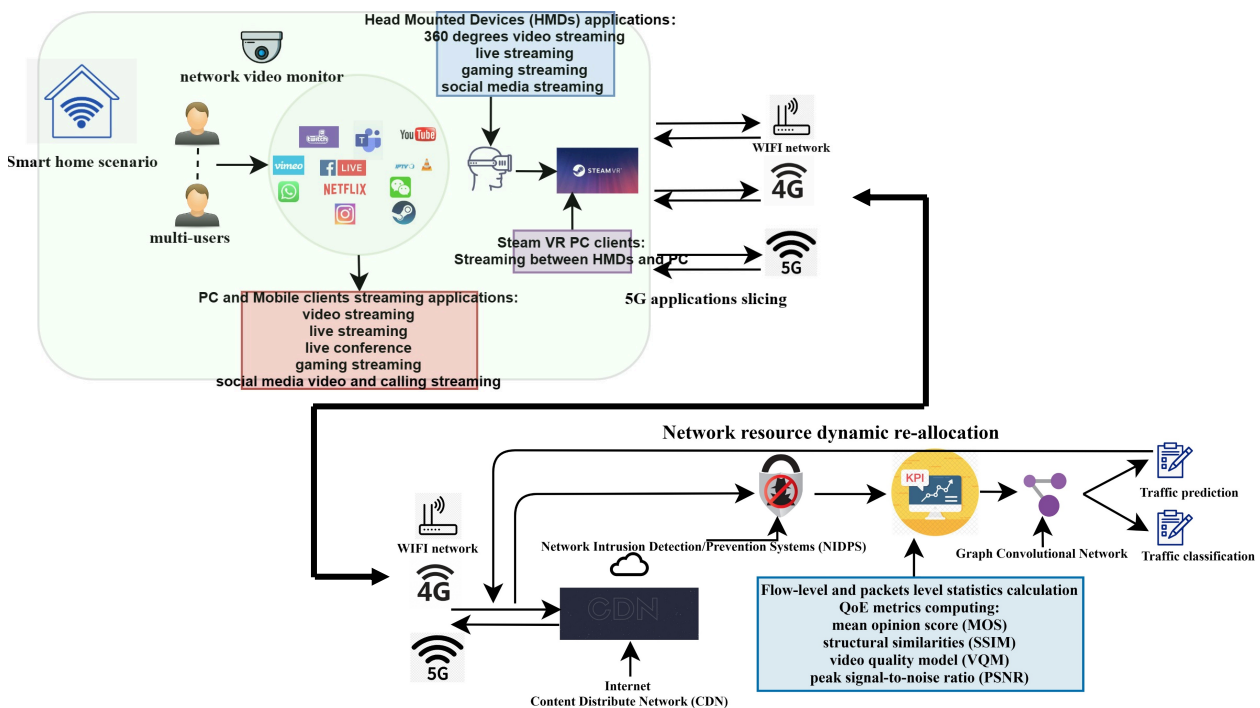 Head Mounted Devices (HMDs) applications:
360 degrees video streaming
live streaming
gaming streaming
social media streaming
network video monitor
Smart home scenario
multi-users
twitch
T
You Tube
vimeo
f LIVE
IPTV
NETFLIX
STEAMVR
WIFI network
4G
5G
5G applications slicing
Steam VR PC clients:
Streaming between HMDs and PC
PC and Mobile clients streaming applications:
video streaming
live streaming
live conference
gaming streaming
social media video and calling streaming
Network resource dynamic re-allocation
KPI
Traffic prediction
Traffic classification
Graph Convolutional Network
Network Intrusion Detection/Prevention Systems (NIDPS)
WIFI network
4G
5G
CDN
Internet
Content Distribute Network (CDN)
Flow-level and packets level statistics calculation
QoE metrics computing:
mean opinion score (MOS)
structural similarities (SSIM)
video quality model (VQM)
peak signal-to-noise ratio (PSNR)